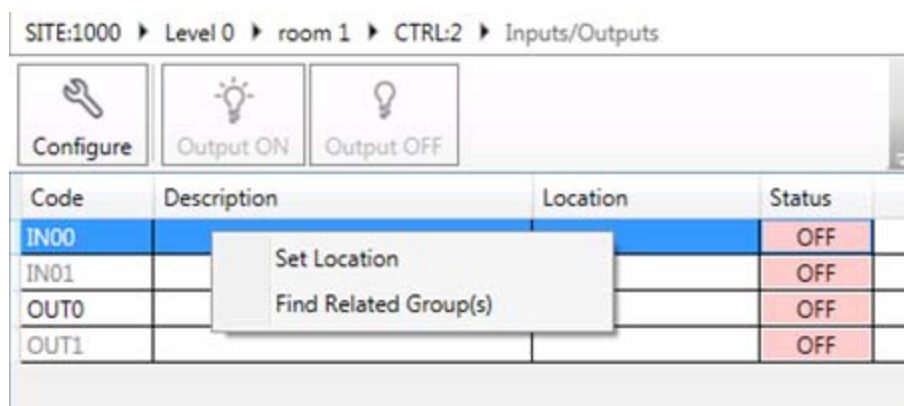 SITE:1000 ▶ Level 0 ▶ room 1 ▶ CTRL:2 ▶ Inputs/Outputs
Configure Output ON Output OFF
Code Description Location Status
IN00 OFF
Set Location
IN01 OFF
Find Related Group(s)
OUT0 OFF
OUT1 OFF